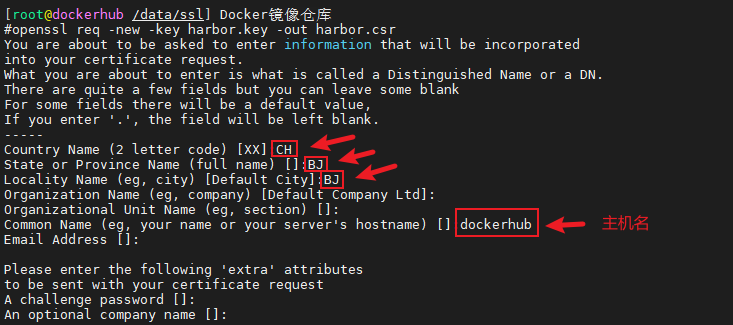 [root@dockerhub /data/ssl] Docker镜像仓库
#openssl req -new -key harbor.key -out harbor.csr
You are about to be asked to enter information that will be incorporated
into your certificate request.
What you are about to enter is what is called a Distinguished Name or a DN.
There are quite a few fields but you can leave some blank
For some fields there will be a default value,
If you enter '.', the field will be left blank.
-----
Country Name (2 letter code) [XX] CH
State or Province Name (full name) []:BJ
Locality Name (eg, city) [Default City]:BJ
Organization Name (eg, company) [Default Company Ltd]:
Organizational Unit Name (eg, section) []:
Common Name (eg, your name or your server's hostname) [] dockerhub 主机名
Email Address []:
Please enter the following 'extra' attributes
to be sent with your certificate request
A challenge password []:
An optional company name []: